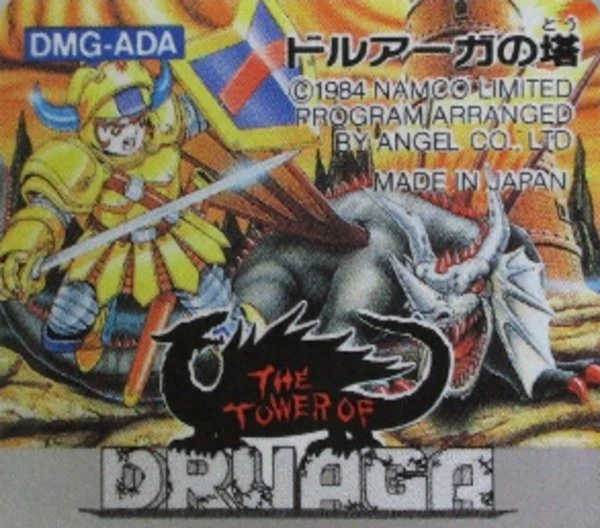 DMG-ADA
とう
ドルアーガの塔
©1984 NAMCO LIMITED
PROGRAM ARRANGED
BY ANGEL CO., LTD
MADE IN JAPAN
THE
TOWER OF
DRUAGA